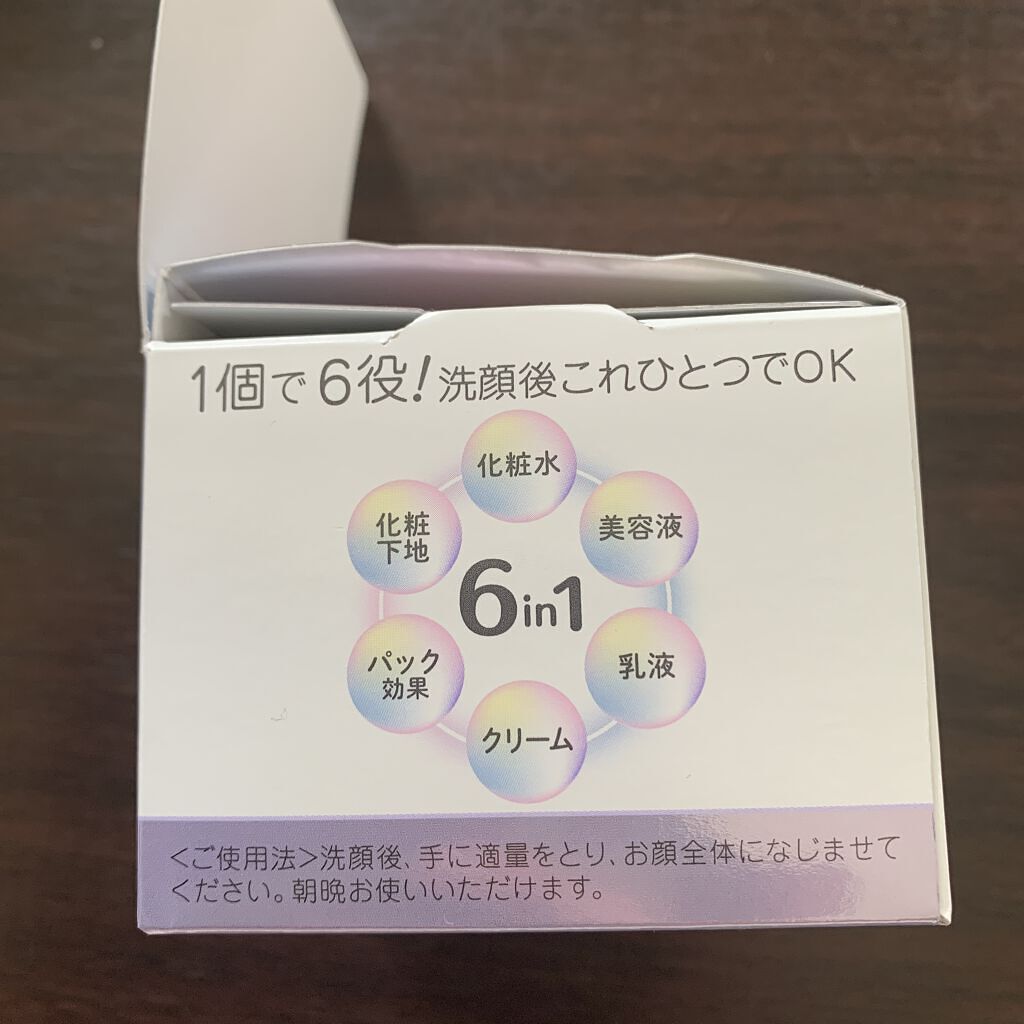 1個で6役!洗顔後これひとつでOK
化粧水
美容液
乳液
クリーム
パック
効果
化粧
下地
6in1
<ご使用法>洗顔後、手に適量をとり、お顔全体になじませて
ください。朝晩お使いいただけます。